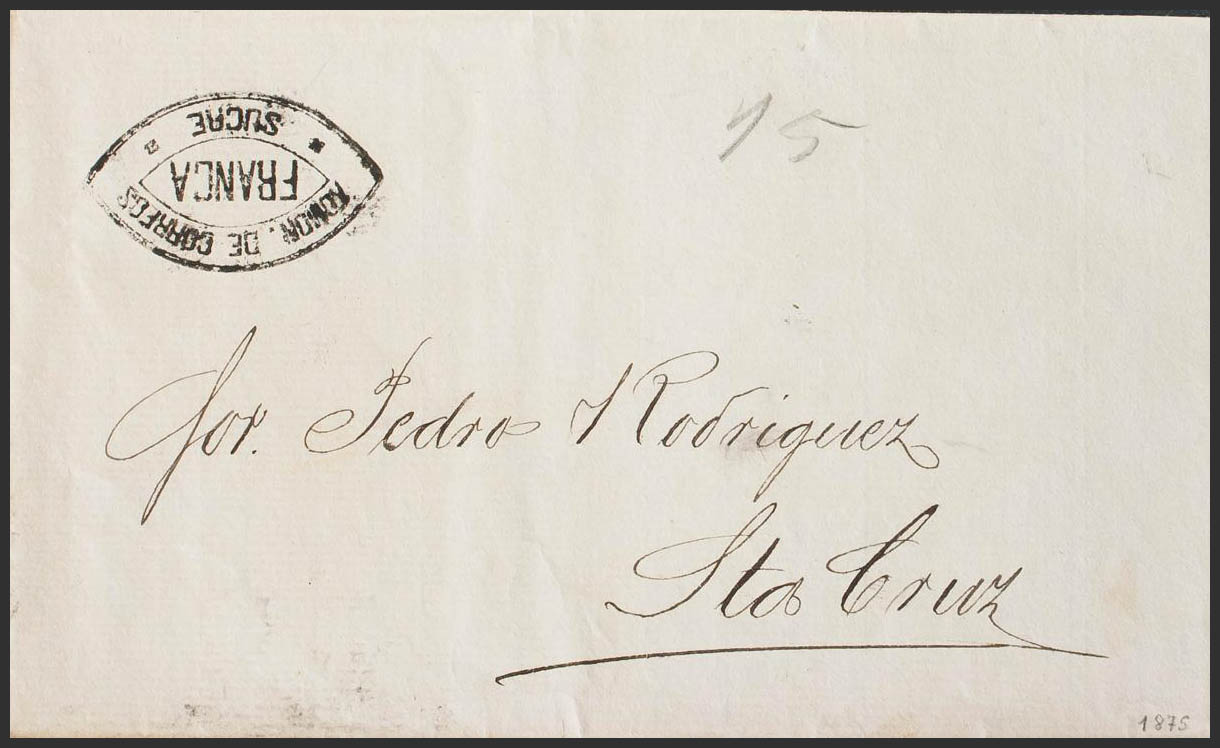 ADMON. DE CORREOS
FRANCA
SUCRE
15
Sor. Pedro Rodriguez
Sta Cruz
1875